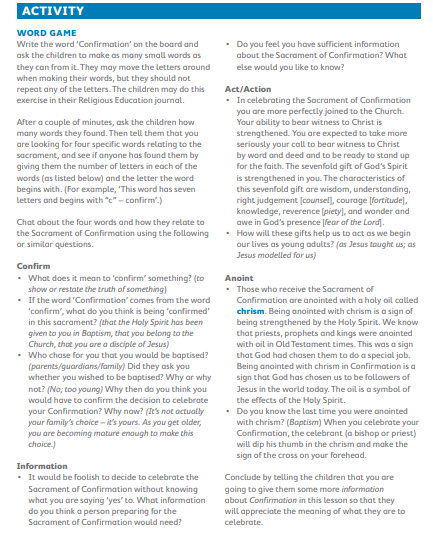 ACTIVITY
WORD GAME
Write the word ‘Confirmation’ on the board and
ask the children to make as many small words as
they can from it. They may move the letters around
when making their words, but they should not
repeat any of the letters. The children may do this
exercise in their Religious Education journal.
After a couple of minutes, ask the children how
many words they found. Then tell them that you
are looking for four specific words relating to the
sacrament, and see if anyone has found them by
giving them the number of letters in each of the
words (as listed below) and the letter the word
begins with. (For example, ‘This word has seven
letters and begins with “c” – confirm’.)
Chat about the four words and how they relate to
the Sacrament of Confirmation using the following
or similar questions.
Confirm
• What does it mean to ‘confirm’ something? (to
show or restate the truth of something)
• If the word ‘Confirmation’ comes from the word
‘confirm’, what do you think is being ‘confirmed’
in this sacrament? (that the Holy Spirit has been
given to you in Baptism, that you belong to the
Church, that you are a disciple of Jesus)
• Who chose for you that you would be baptised?
(parents/guardians/family) Did they ask you
whether you wished to be baptised? Why or why
not? (No; too young) Why then do you think you
would have to confirm the decision to celebrate
your Confirmation? Why now? (It’s not actually
your family’s choice – it’s yours. As you get older,
you are becoming mature enough to make this
choice.)
Information
• It would be foolish to decide to celebrate the
Sacrament of Confirmation without knowing
what you are saying ‘yes’ to. What information
do you think a person preparing for the
Sacrament of Confirmation would need?
• Do you feel you have sufficient information
about the Sacrament of Confirmation? What
else would you like to know?
Act/Action
• In celebrating the Sacrament of Confirmation
you are more perfectly joined to the Church.
Your ability to bear witness to Christ is
strengthened. You are expected to take more
seriously your call to bear witness to Christ
by word and deed and to be ready to stand up
for the faith. The sevenfold gift of God’s Spirit
is strengthened in you. The characteristics of
this sevenfold gift are wisdom, understanding,
right judgement [counsel], courage [fortitude],
knowledge, reverence [piety], and wonder and
awe in God’s presence [fear of the Lord].
• How will these gifts help us to act as we begin
our lives as young adults? (as Jesus taught us; as
Jesus modelled for us)
Anoint
• Those who receive the Sacrament of
Confirmation are anointed with a holy oil called
chrism. Being anointed with chrism is a sign of
being strengthened by the Holy Spirit. We know
that priests, prophets and kings were anointed
with oil in Old Testament times. This was a sign
that God had chosen them to do a special job.
Being anointed with chrism in Confirmation is a
sign that God has chosen us to be followers of
Jesus in the world today. The oil is a symbol of
the effects of the Holy Spirit.
• Do you know the last time you were anointed
with chrism? (Baptism) When you celebrate your
Confirmation, the celebrant (a bishop or priest)
will dip his thumb in the chrism and make the
sign of the cross on your forehead.
Conclude by telling the children that you are
going to give them some more information
about Confirmation in this lesson so that they
will appreciate the meaning of what they are to
celebrate.